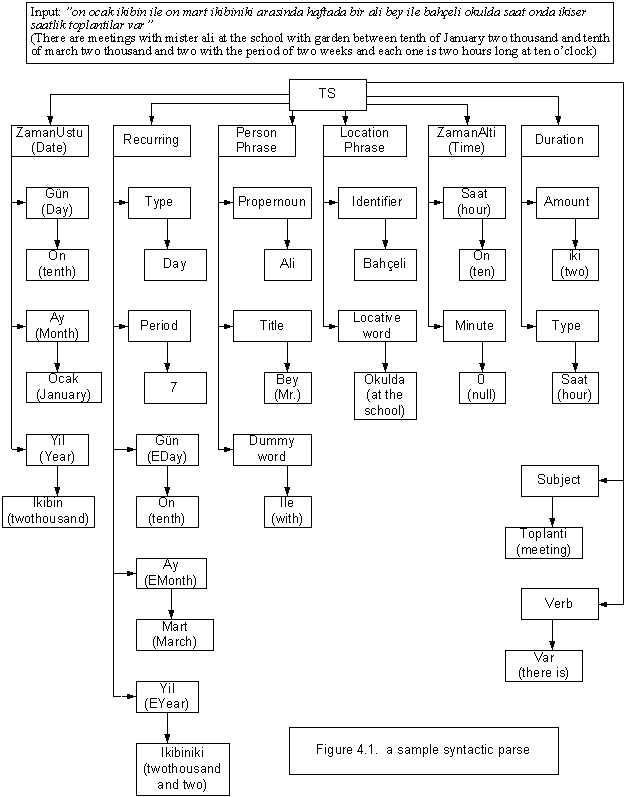 Input: "on ocak ikibin ile on mart ikibiniki arasinda haftada bir ali bey ile bahçeli okulda saat onda ikiser
saatlik toplantilar var"
(There are meetings with mister ali at the school with garden between tenth of January two thousand and tenth
of march two thousand and two with the period of two weeks and each one is two hours long at ten o'clock)
TS
ZamanUstu
(Date)
Recurring
Person
Phrase
Location
Phrase
ZamanAlti
(Time)
Duration
Gün
(Day)
Type
Propernoun
Identifier
Saat
(hour)
Amount
On
(tenth)
Day
Ali
Bahçeli
On
(ten)
iki
(two)
Ay
(Month)
Period
Title
Locative
word
Minute
Type
Ocak
(January)
7
Bey
(Mr.)
Okulda
(at the
school)
0
(null)
Saat
(hour)
Yil
(Year)
Gün
(EDay)
Dummy
word
Subject
Ikibin
(twothousand)
On
(tenth)
Ile
(with)
Toplanti
(meeting)
Ay
(EMonth)
Verb
Mart
(March)
Var
(there is)
Yil
(EYear)
Ikibiniki
(twothousand
and two)
Figure 4.1. a sample syntactic parse